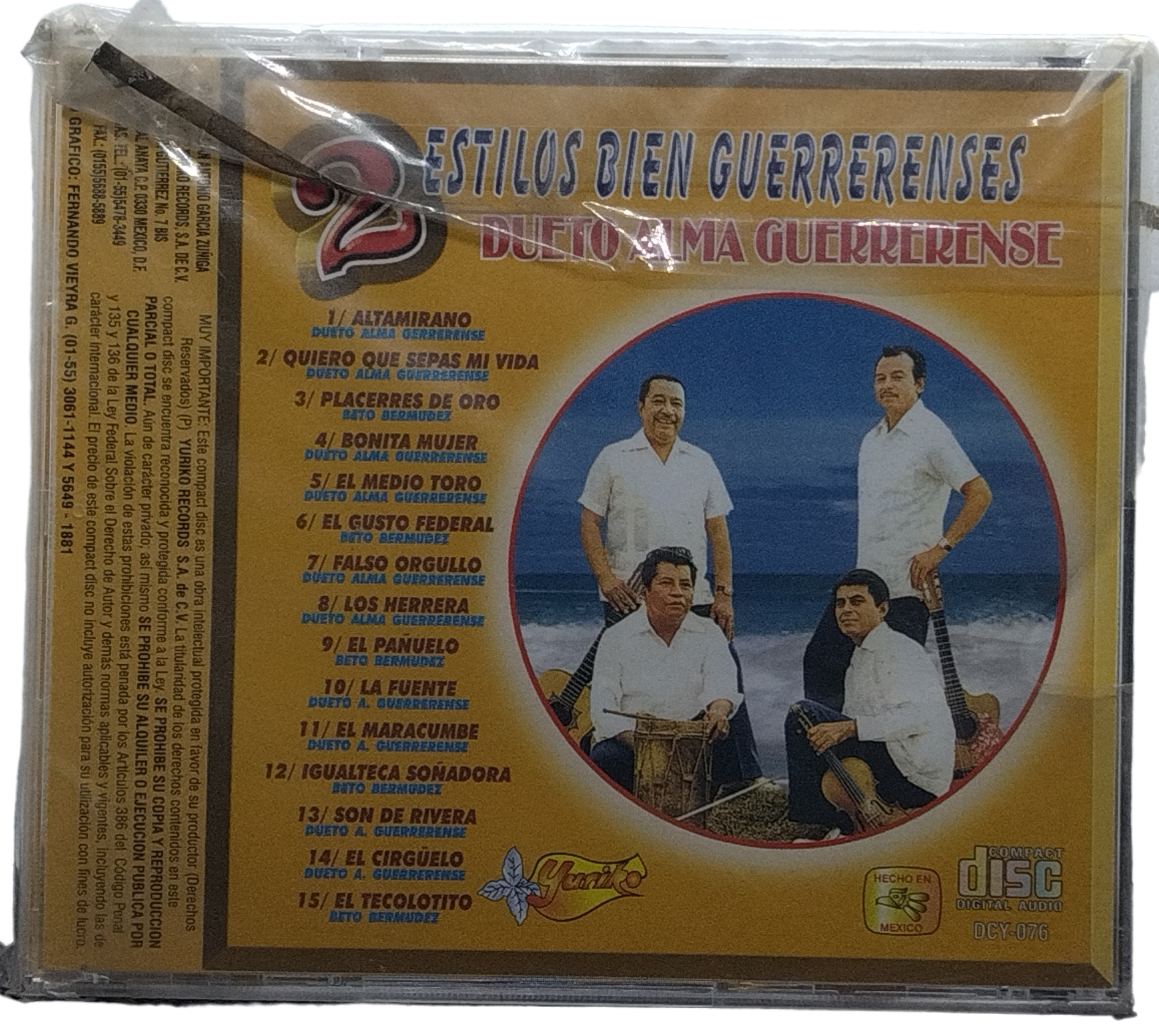 2
ESTILOS BIEN GUERRERENSES
DUETO ALMA GUERRERENSE
1/ ALTAMIRANO
DUETO ALMA GERRERENSE
2/ QUIERO QUE SEPAS MI VIDA
DUETO ALMA GUERRERENSE
3/ PLACERRES DE ORO
BETO BERMUDEZ
4/ BONITA MUJER
DUETO ALMA GUERRERENSE
5/ EL MEDIO TORO
DUETO ALMA GUERRERENSE
6/ EL GUSTO FEDERAL
BETO BERMUDEZ
7/ FALSO ORGULLO
DUETO ALMA GUERRERENSE
8/ LOS HERRERA
DUETO ALMA GUERRERENSE
9/ EL PAÑUELO
BETO BERMUDEZ
10/ LA FUENTE
DUETO A. GUERRERENSE
11/ EL MARACUMBE
DUETO A. GUERRERENSE
12/ IGUALTECA SOÑADORA
BETO BERMUDEZ
13/ SON DE RIVERA
DUETO A. GUERRERENSE
14/ EL CIRGÜELO
DUETO A. GUERRERENSE
15/ EL TECOLOTITO
BETO BERMUDEZ
Yuriko
HECHO EN
MEXICO
COMPACT
disc
DIGITAL AUDIO
DCY-076
GARCIA ZUÑIGA
RECORDS, S.A. DE C.V.
GUTIERREZ No. 7 BIS
ANAYA C.P. 0330 MEXICO, D.F.
TEL.: (01-55)5478-3449
FAX.: (0155)5688-5889
GRAFICO: FERNANDO VIEYRA G. (01-55) 3061-1144 Y 5649 - 1881
MUY IMPORTANTE: Este compact disc es una obra intelectual protegida en favor de su productor (Derechos
Reservados) (P) YURIKO RECORDS S.A. de C.V. La titularidad de los derechos contenidos en este
compact disc se encuentra reconocida y protegida conforme a la Ley. SE PROHIBE SU COPIA Y REPRODUCCION
PARCIAL O TOTAL. Aún de carácter privado; así mismo SE PROHIBE SU ALQUILER O EJECUCION PUBLICA POR
CUALQUIER MEDIO. La violación de estas prohibiciones está penada por los Artículos 386 del Código Penal
y 135 y 136 de la Ley Federal Sobre el Derecho de Autor y demás normas aplicables y vigentes, incluyendo las de
carácter internacional. El precio de este compact disc no incluye autorización para su utilización con fines de lucro.